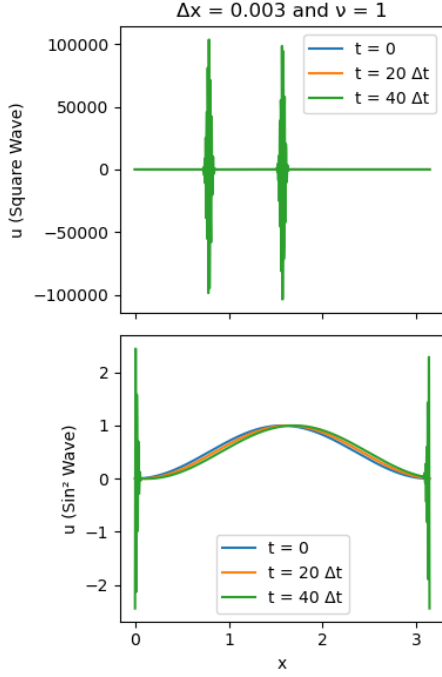 Δx = 0.003 and ν = 1
100000
50000
0
−50000
−100000
u (Square Wave)
t = 0
t = 20 Δt
t = 40 Δt
2
1
0
−1
−2
u (Sin² Wave)
t = 0
t = 20 Δt
t = 40 Δt
0
1
2
3
x